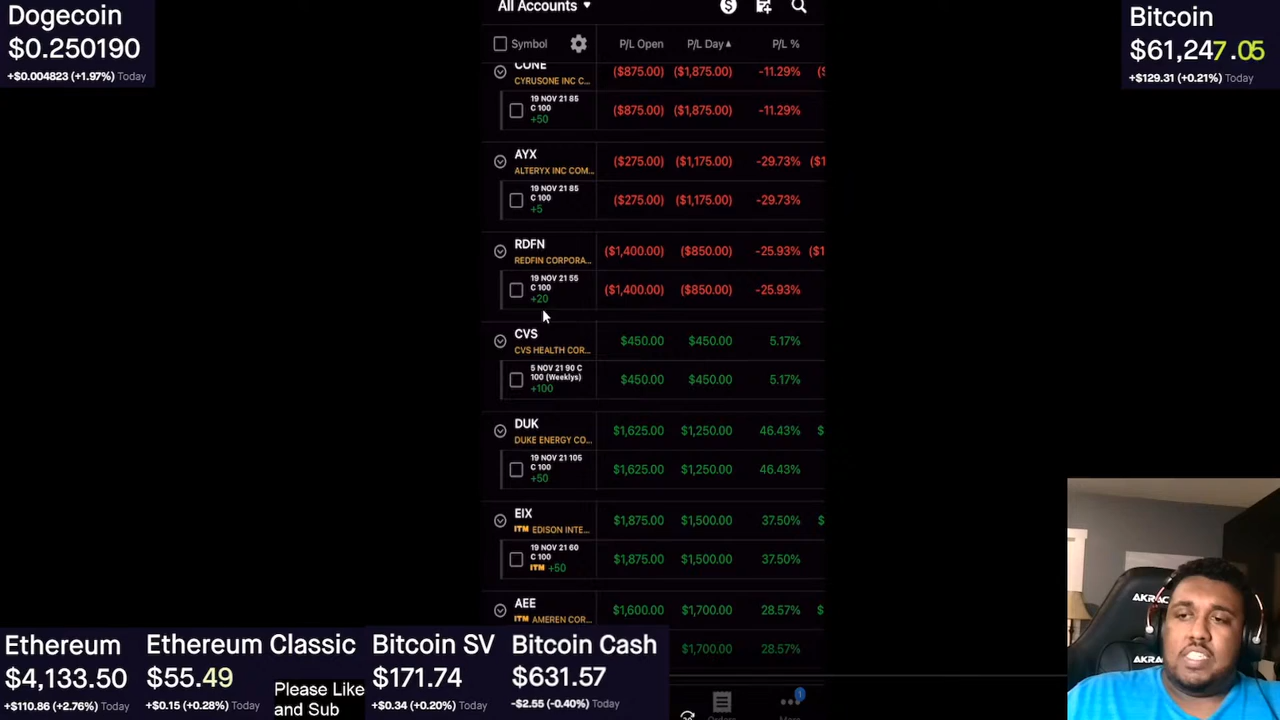 Dogecoin
$0.250190
+$0.004823 (+1.97%) Today
All Accounts
Bitcoin
$61,247.05
+$129.31 (+0.21%) Today
Symbol P/L Open P/L Day P/L %
CONE ($875.00) ($1,875.00) -11.29%
CYRUSONE INC C...
19 NOV 21 85
C 100 ($875.00) ($1,875.00) -11.29%
+50
AYX ($275.00) ($1,175.00) -29.73% ($1
ALTERYX INC COM...
19 NOV 21 85
C 100 ($275.00) ($1,175.00) -29.73%
+5
RDFN ($1,400.00) ($850.00) -25.93% ($1
REDFIN CORPORA...
19 NOV 21 55
C 100 ($1,400.00) ($850.00) -25.93%
+20
CVS $450.00 $450.00 5.17%
CVS HEALTH COR...
5 NOV 21 90 C
100 (Weeklys) $450.00 $450.00 5.17%
+100
DUK $1,625.00 $1,250.00 46.43% $
DUKE ENERGY CO...
19 NOV 21 105
C 100 $1,625.00 $1,250.00 46.43%
+50
EIX $1,875.00 $1,500.00 37.50% $
ITM EDISON INTE...
19 NOV 21 60
C 100 $1,875.00 $1,500.00 37.50%
ITM +50
AEE $1,600.00 $1,700.00 28.57% $
ITM AMEREN COR...
$1,700.00 28.57%
Ethereum
$4,133.50
+$110.86 (+2.76%) Today
Ethereum Classic
$55.49
+$0.15 (+0.28%) Today
Please Like
and Sub
Bitcoin SV
$171.74
+$0.34 (+0.20%) Today
Bitcoin Cash
$631.57
-$2.55 (-0.40%) Today
1
AKRAC